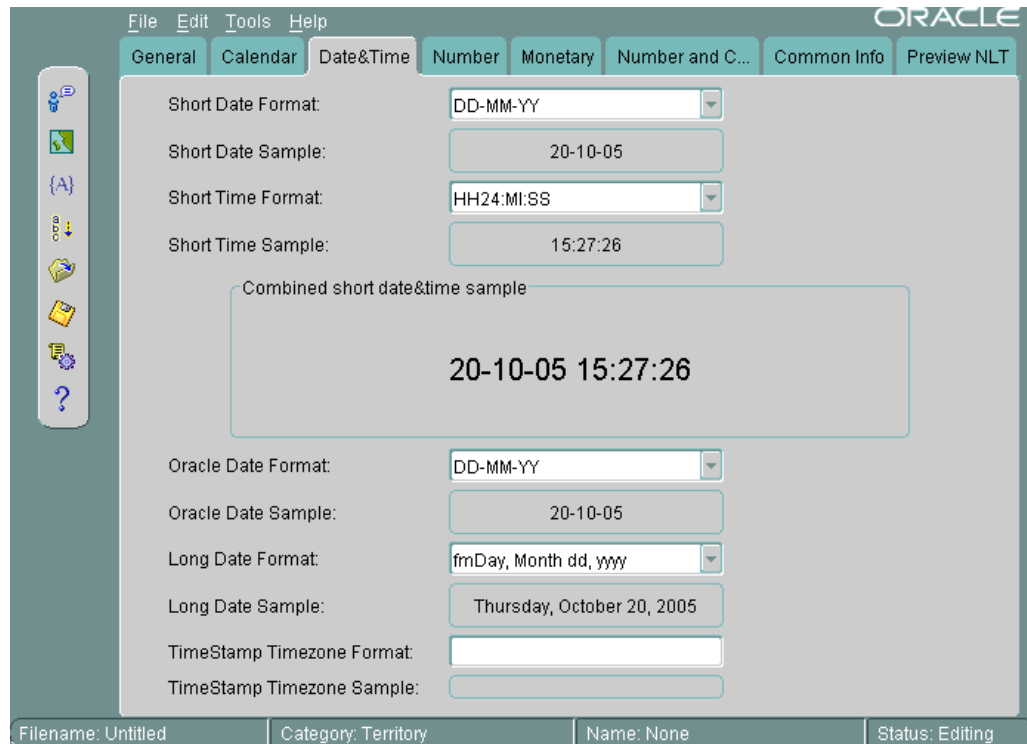 File Edit Tools Help
ORACLE
General Calendar Date&Time Number Monetary Number and C... Common Info Preview NLT
Short Date Format: DD-MM-YY
Short Date Sample: 20-10-05
{A}
Short Time Format: HH24:MI:SS
a b c
Short Time Sample: 15:27:26
Combined short date&time sample
20-10-05 15:27:26
?
Oracle Date Format: DD-MM-YY
Oracle Date Sample: 20-10-05
Long Date Format: fmDay, Month dd, yyyy
Long Date Sample: Thursday, October 20, 2005
TimeStamp Timezone Format:
TimeStamp Timezone Sample:
Filename: Untitled Category: Territory Name: None Status: Editing